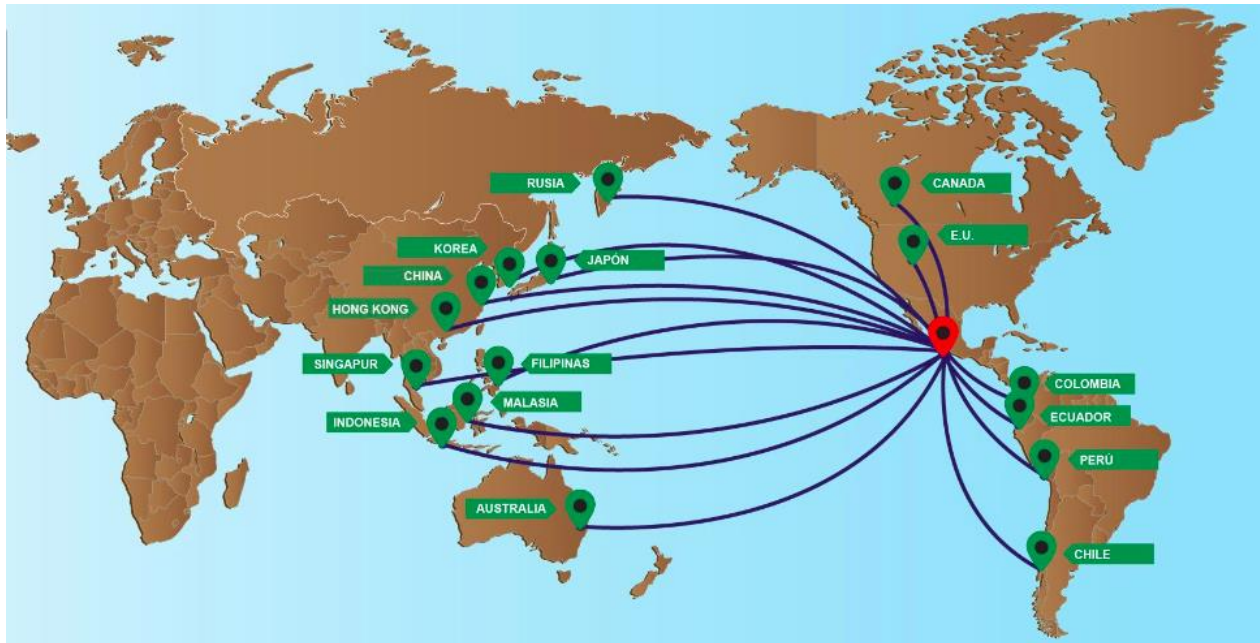 RUSIA
CANADA
E.U.
KOREA
JAPÓN
CHINA
HONG KONG
SINGAPUR
FILIPINAS
COLOMBIA
MALASIA
ECUADOR
INDONESIA
PERÚ
AUSTRALIA
CHILE